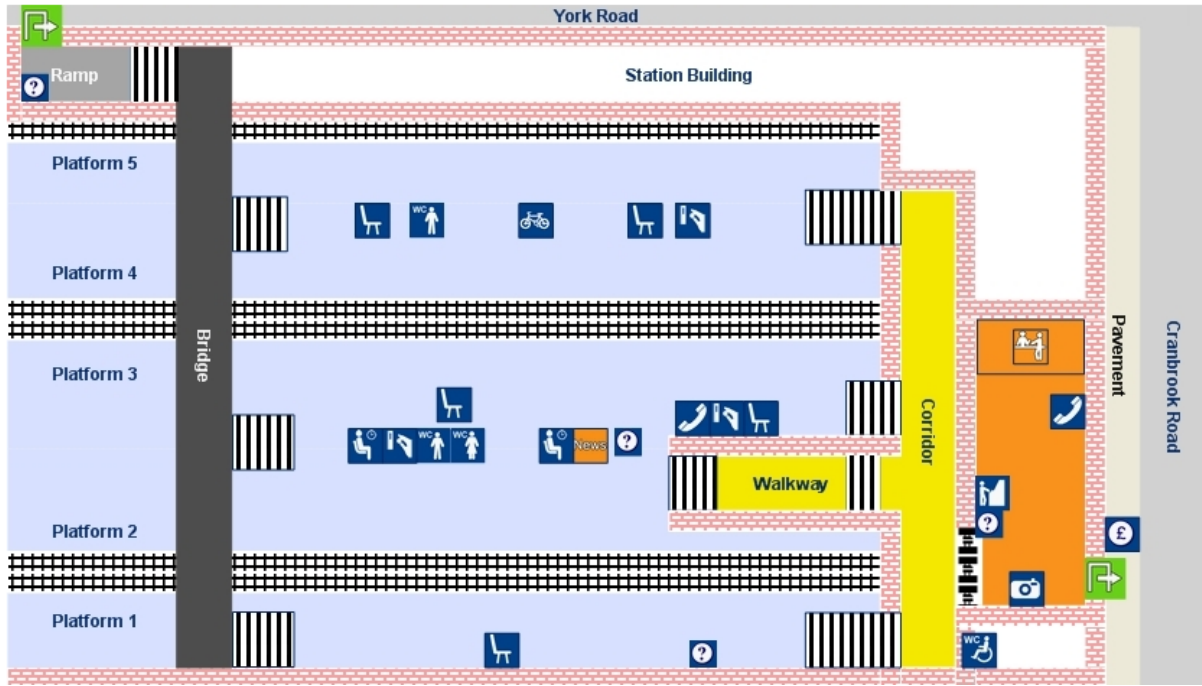 York Road
Ramp
Station Building
?
Platform 5
WC
Platform 4
Bridge
Platform 3
WC WC
News
?
Corridor
Walkway
Pavement
Cranbrook Road
?
£
Platform 2
Platform 1
?
WC